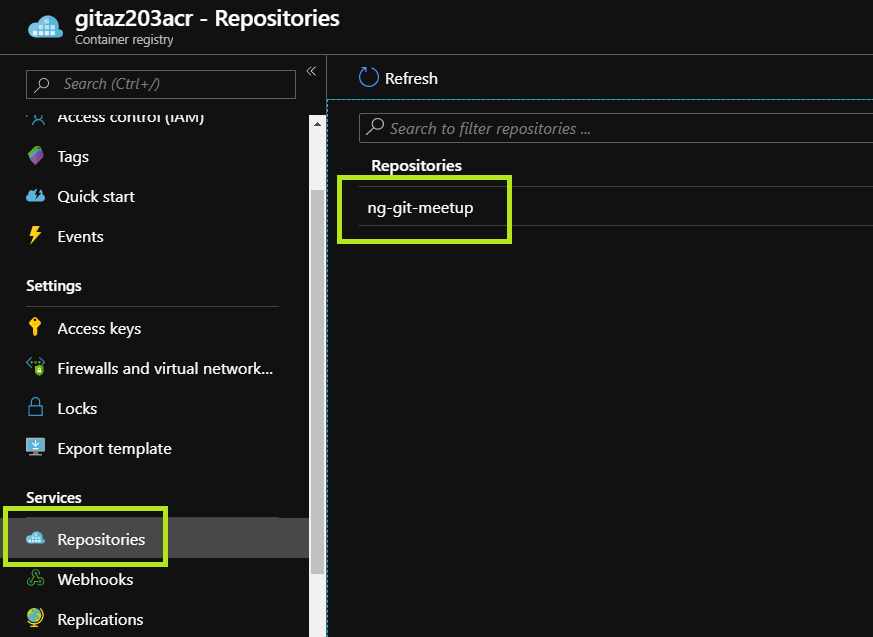 gitaz203acr - Repositories
Container registry
Search (Ctrl+/)
«
Access control (IAM)
Tags
Quick start
Events
Settings
Access keys
Firewalls and virtual network...
Locks
Export template
Services
Repositories
Webhooks
Replications
Refresh
Search to filter repositories ...
Repositories
ng-git-meetup